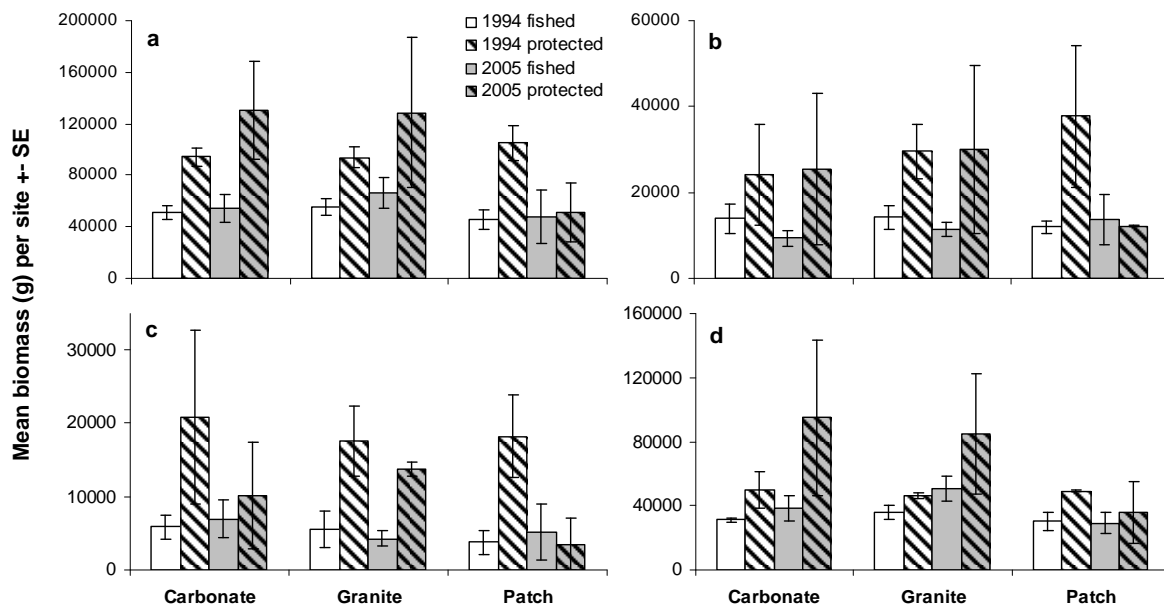 200000
160000
120000
80000
40000
0
a
1994 fished
1994 protected
2005 fished
2005 protected
60000
40000
20000
0
b
Mean biomass (g) per site +- SE
30000
20000
10000
0
c
Carbonate Granite Patch
160000
120000
80000
40000
0
d
Carbonate Granite Patch